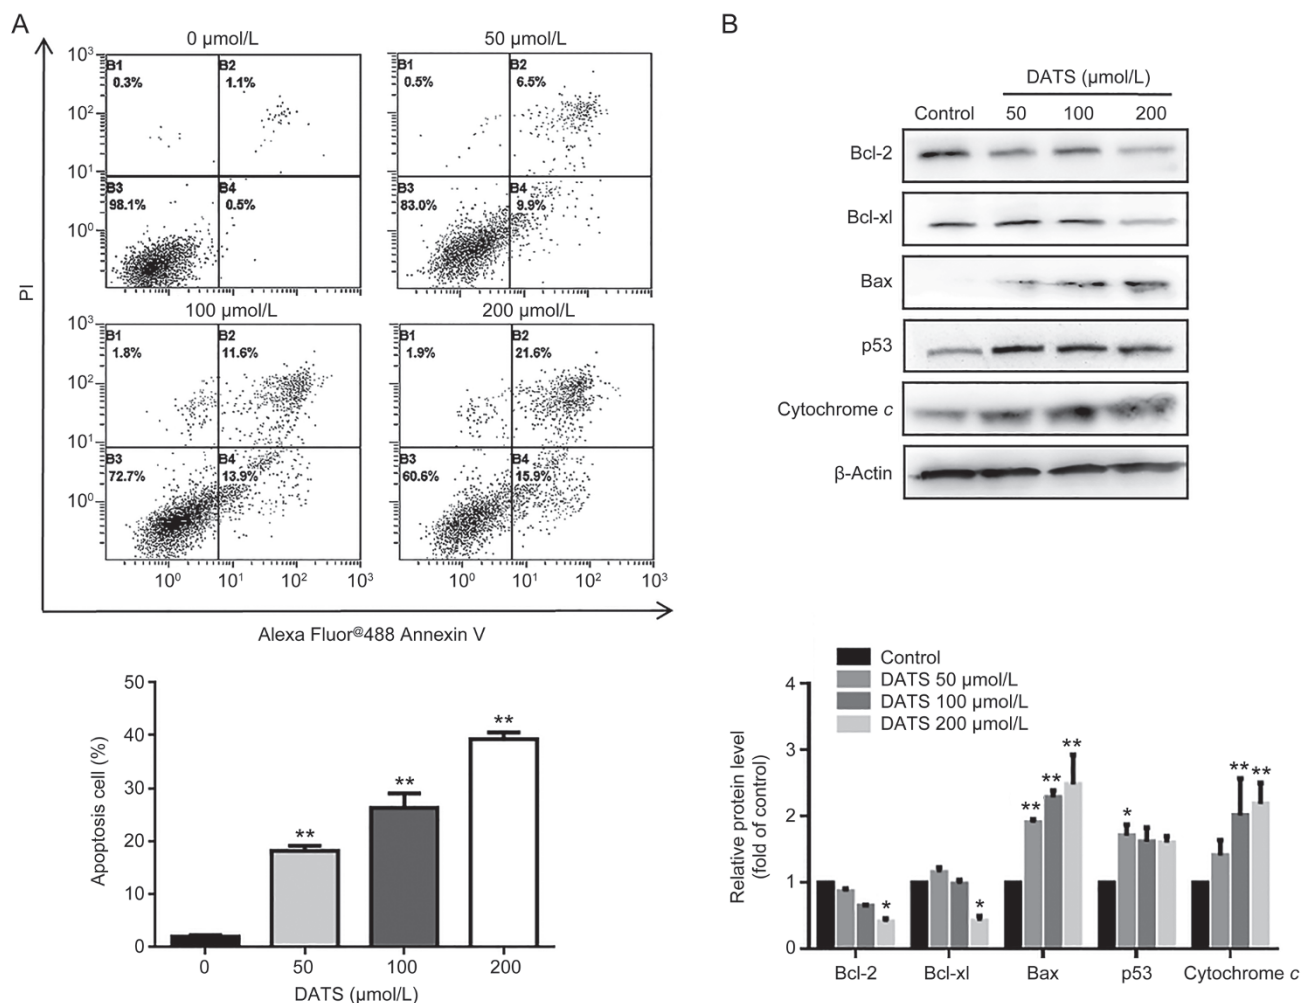 A
0 µmol/L
50 µmol/L
10³
10²
10¹
10⁰
B1
0.3%
B2
1.1%
B3
98.1%
B4
0.5%
B1
0.5%
B2
6.5%
B3
83.0%
B4
9.9%
100 µmol/L
200 µmol/L
10³
10²
10¹
10⁰
B1
1.8%
B2
11.6%
B3
72.7%
B4
13.9%
B1
1.9%
B2
21.6%
B3
60.6%
B4
15.9%
10⁰ 10¹ 10² 10³
10⁰ 10¹ 10² 10³
PI
Alexa Fluor@488 Annexin V
Apoptosis cell (%)
50
40
30
20
10
0
**
**
**
0 50 100 200
DATS (µmol/L)
B
DATS (µmol/L)
Control 50 100 200
Bcl-2
Bcl-xl
Bax
p53
Cytochrome c
β-Actin
Control
DATS 50 µmol/L
DATS 100 µmol/L
DATS 200 µmol/L
Relative protein level
(fold of control)
4
3
2
1
0
*
*
**
**
**
*
**
**
Bcl-2 Bcl-xl Bax p53 Cytochrome c